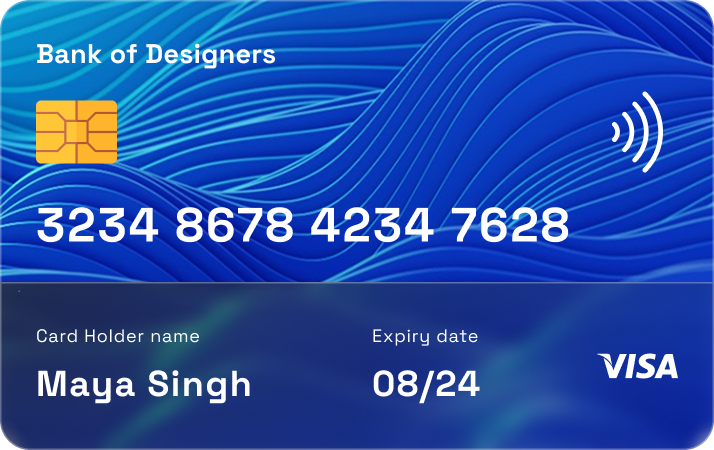 Bank of Designers
3234 8678 4234 7628
Card Holder name
Maya Singh
Expiry date
08/24
VISA